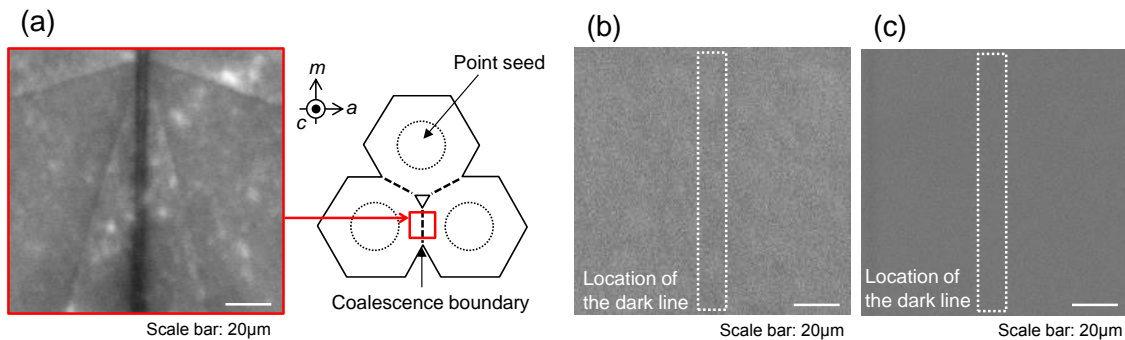 (a)
m
a
c
Point seed
Coalescence boundary
Scale bar: 20μm
(b)
Location of
the dark line
Scale bar: 20μm
(c)
Location of
the dark line
Scale bar: 20μm